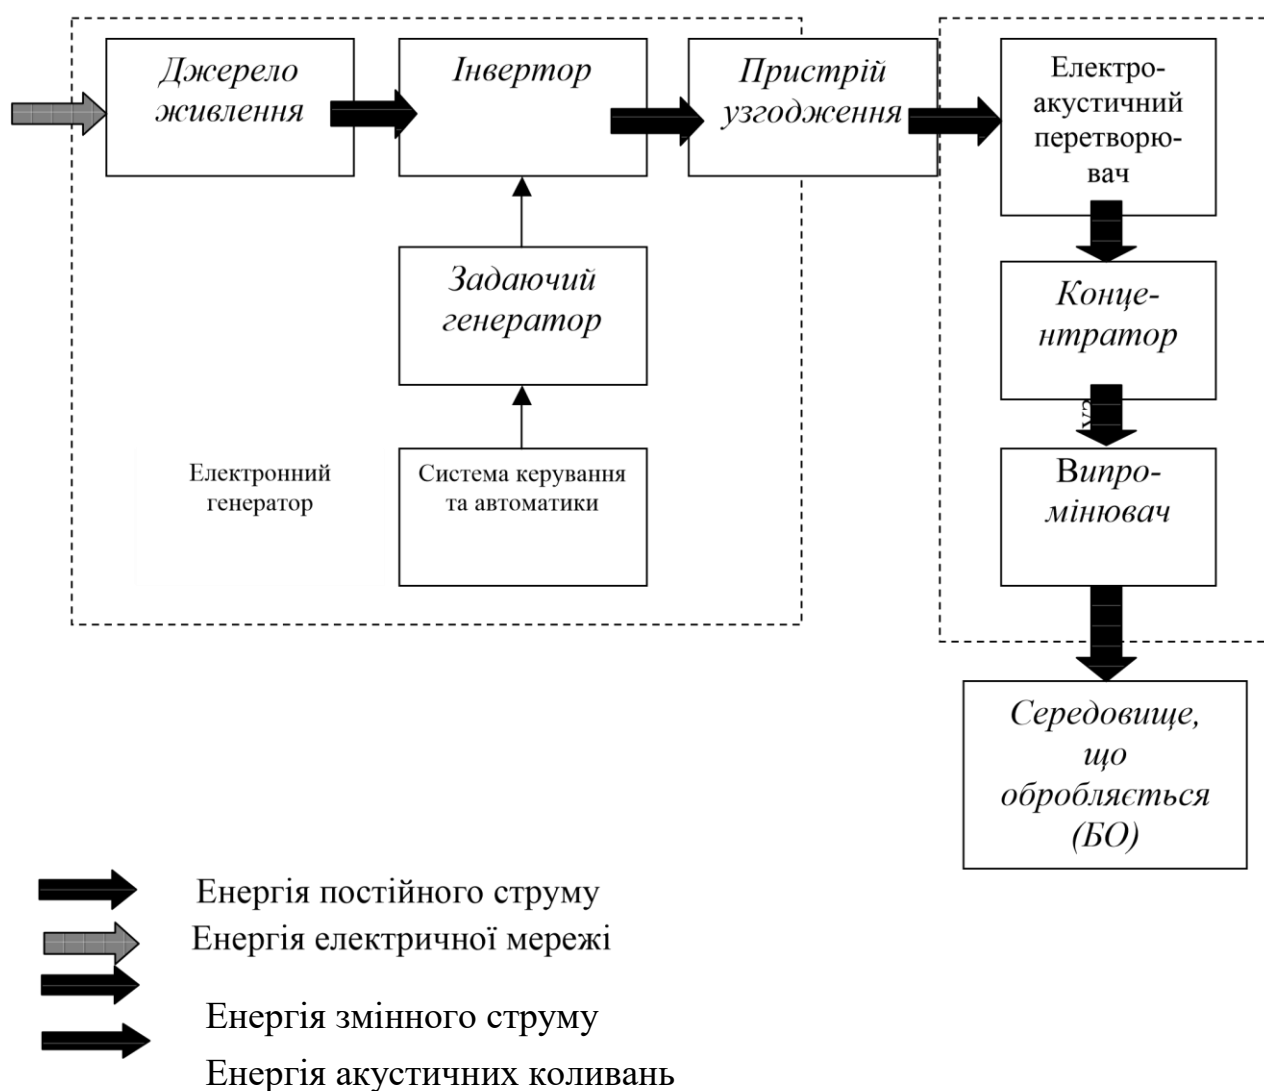 Джерело
живлення
Інвертор
Пристрій
узгодження
Електро-
акустичний
перетворю-
вач
Задаючий
генератор
Конце-
нтратор
Електронний
генератор
Система керування
та автоматики
Випро-
мінювач
Середовище,
що
обробляється
(БО)
Енергія постійного струму
Енергія електричної мережі
Енергія змінного струму
Енергія акустичних коливань